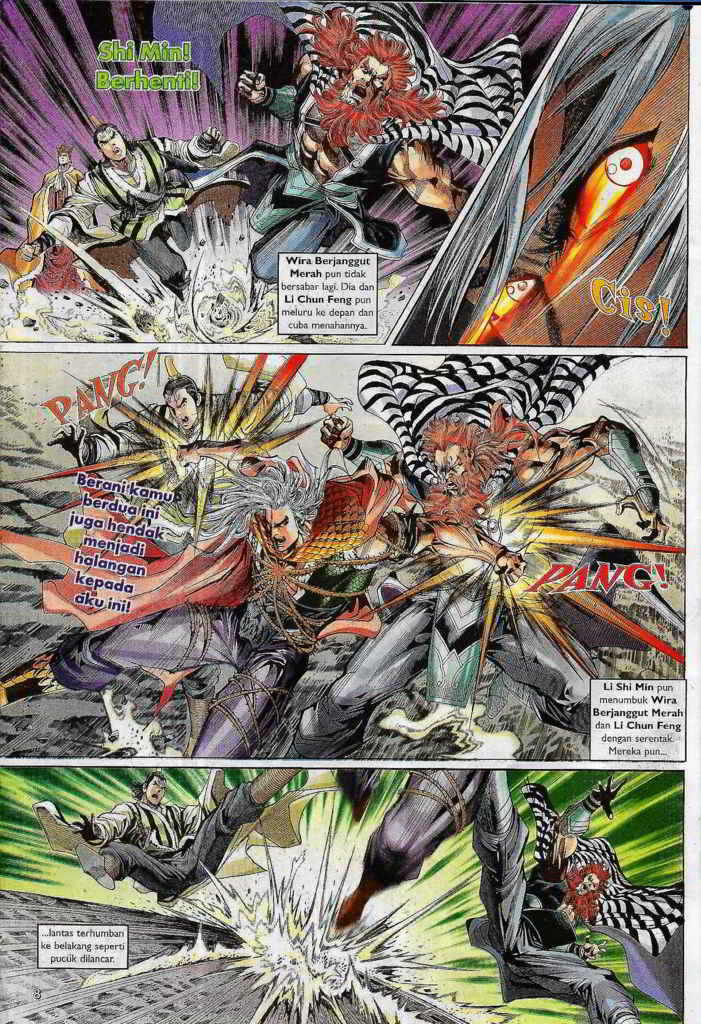 Shi Min!
Berhenti!
Wira Berjanggut
Merah pun tidak
bersabar lagi. Dia dan
Li Chun Feng pun
meluru ke depan dan
cuba menahannya.
Cis!
PANG!
Berani kamu
berdua ini
juga hendak
menjadi
halangan
kepada
aku ini!
PANG!
Li Shi Min pun
menumbuk Wira
Berjanggut Merah
dan Li Chun Feng
dengan serentak.
Mereka pun...
...lantas terhumban
ke belakang seperti
pucuk dilancar.
8